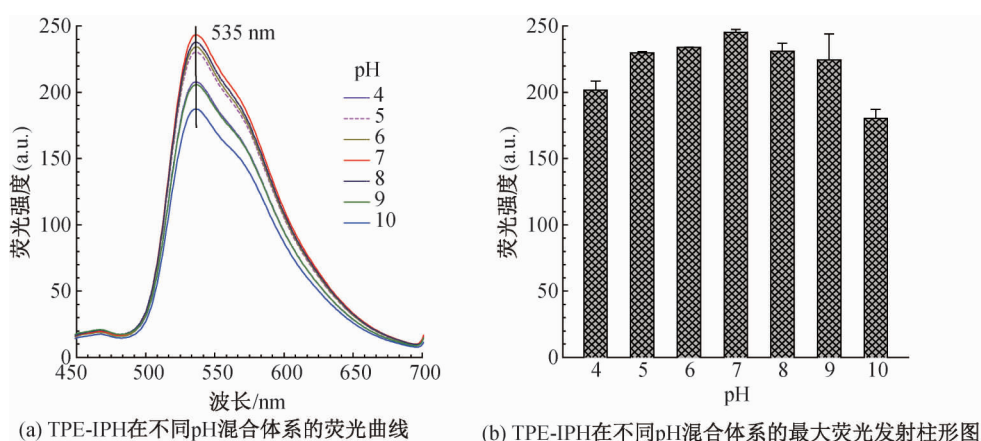 250
200
150
100
50
0
荧光强度(a.u.)
535 nm
pH
4
5
6
7
8
9
10
450 500 550 600 650 700
波长/nm
(a) TPE-IPH在不同pH混合体系的荧光曲线
250
200
150
100
50
0
荧光强度(a.u.)
4 5 6 7 8 9 10
pH
(b) TPE-IPH在不同pH混合体系的最大荧光发射柱形图